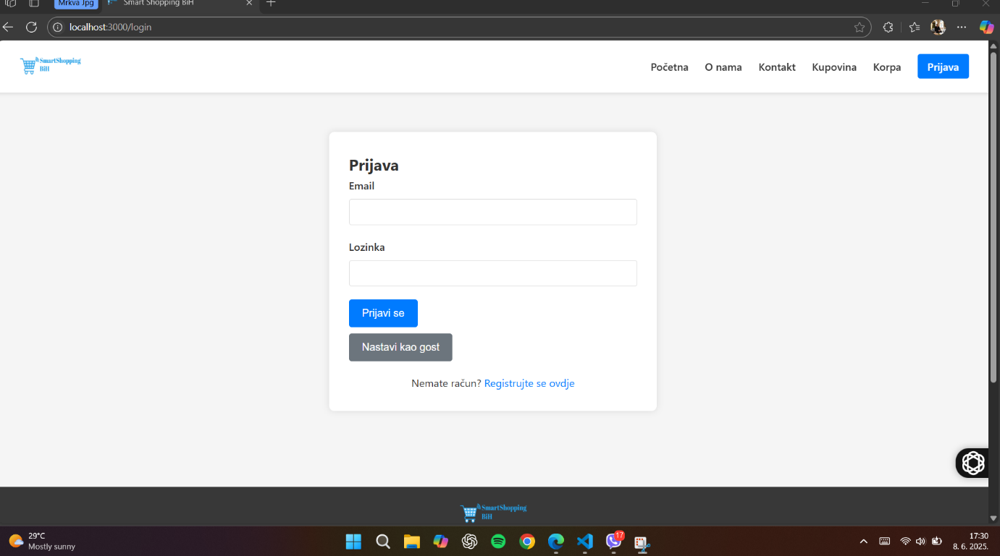 Mrkva Jpg
Smart Shopping BiH
localhost:3000/login
SmartShopping
BiH
Početna
O nama
Kontakt
Kupovina
Korpa
Prijava
Prijava
Email
Lozinka
Prijavi se
Nastavi kao gost
Nemate račun? Registrujte se ovdje
SmartShopping
BiH
29°C
Mostly sunny
17
17:30
8. 6. 2025.